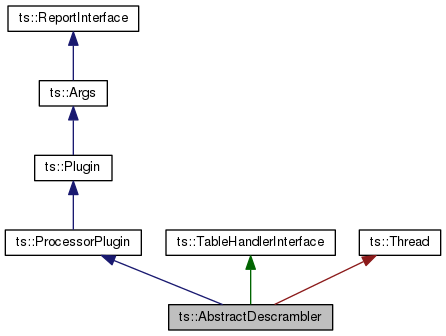 ts::ReportInterface
ts::Args
ts::Plugin
ts::ProcessorPlugin
ts::TableHandlerInterface
ts::Thread
ts::AbstractDescrambler